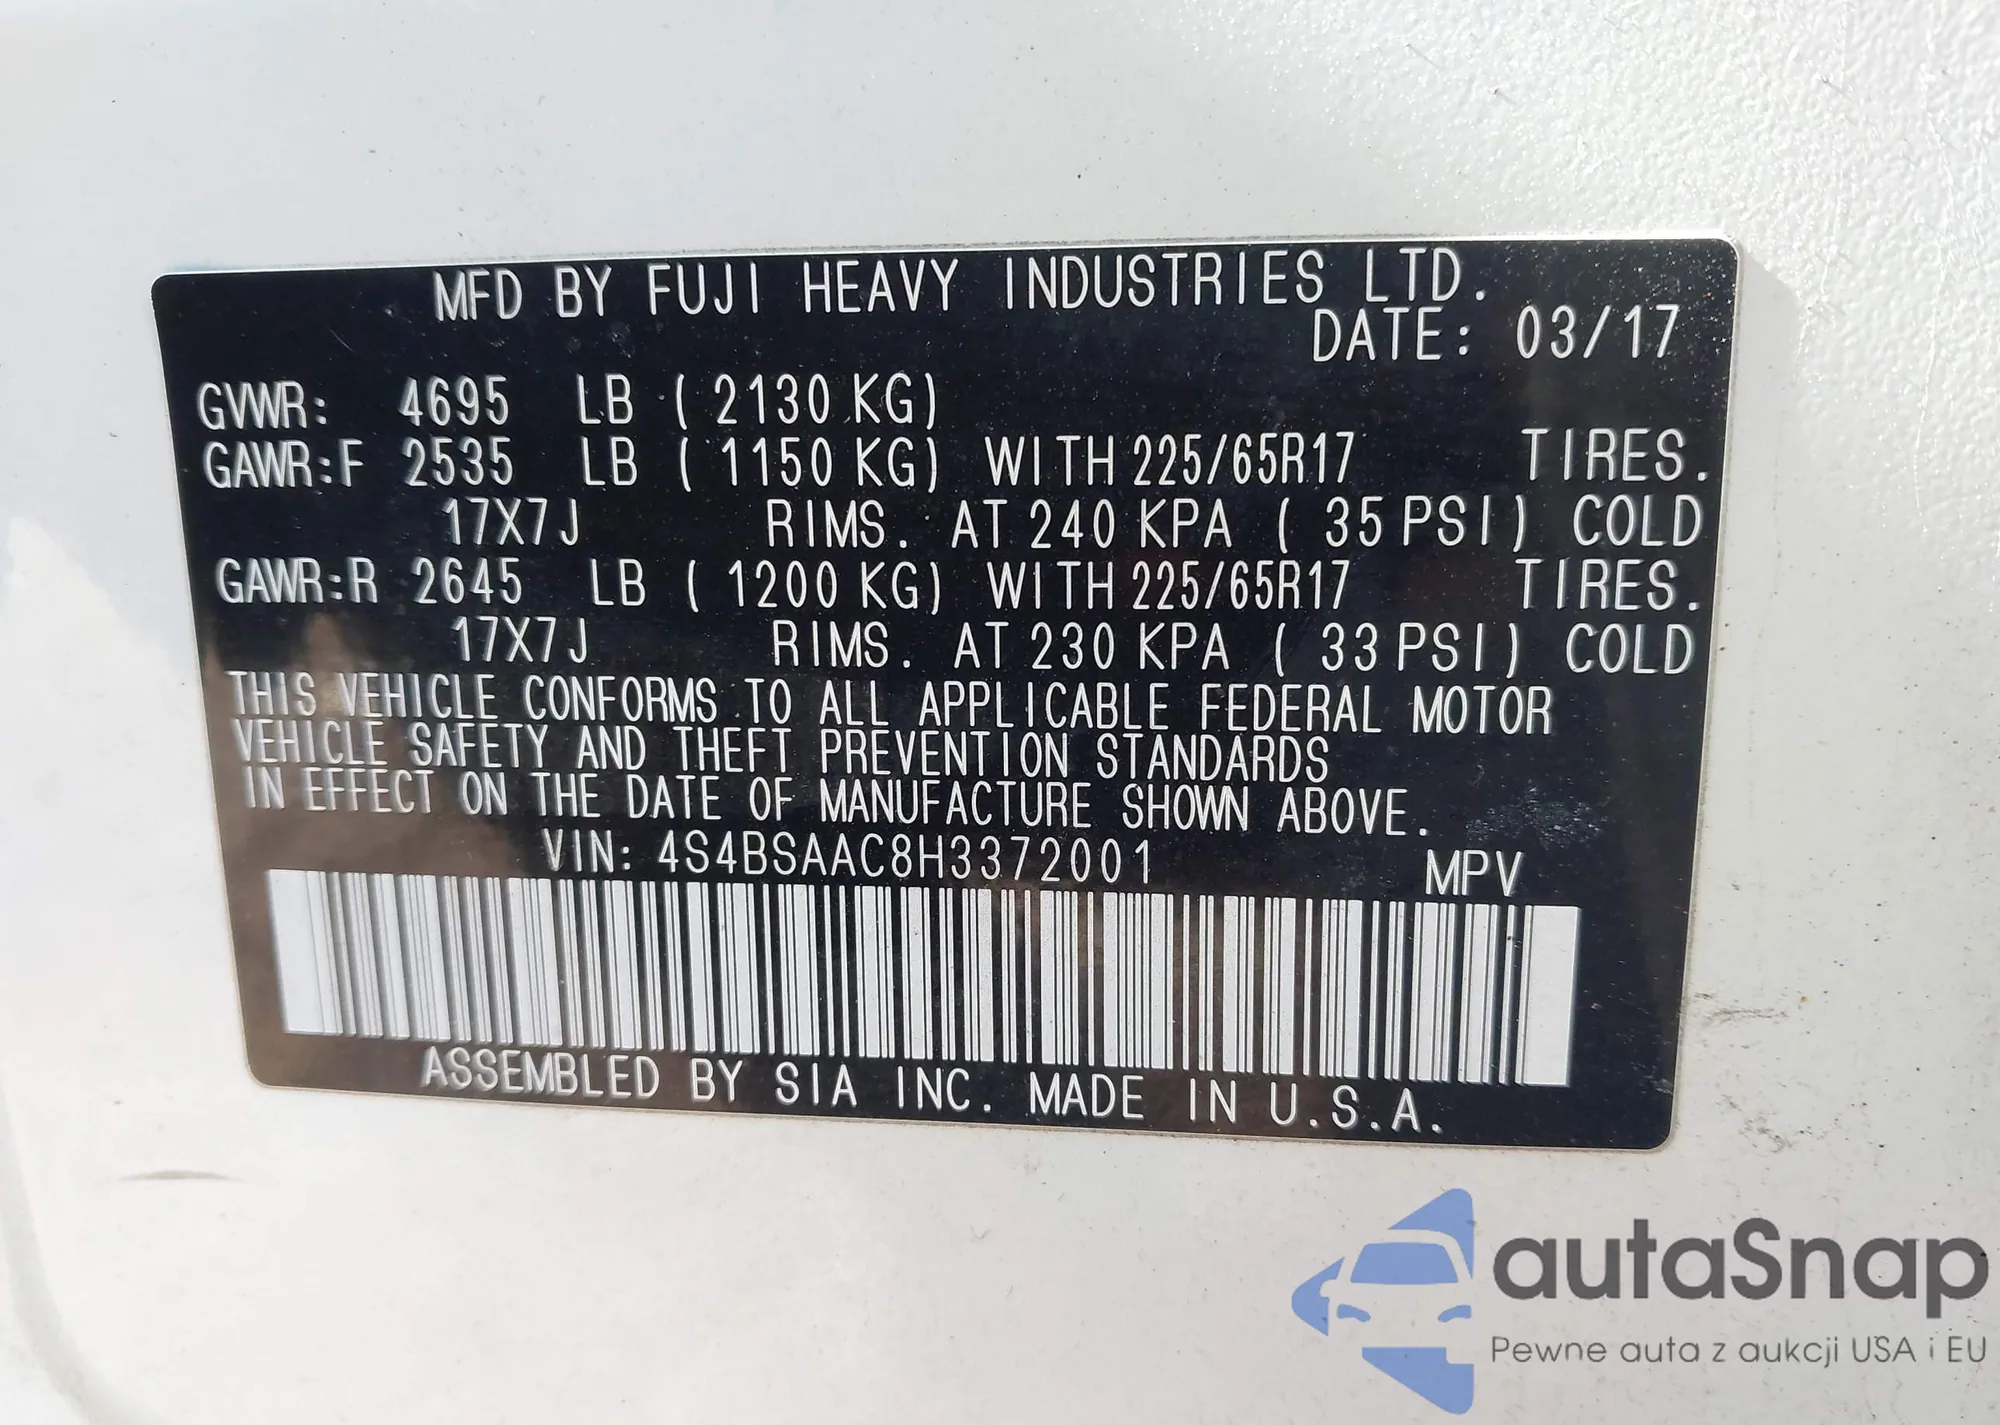 MFD BY FUJI HEAVY INDUSTRIES LTD.
DATE: 03/17
GVWR: 4695 LB ( 2130 KG)
GAWR:F 2535 LB ( 1150 KG) WITH 225/65R17 TIRES.
17X7J RIMS. AT 240 KPA ( 35 PSI) COLD
GAWR:R 2645 LB ( 1200 KG) WITH 225/65R17 TIRES.
17X7J RIMS. AT 230 KPA ( 33 PSI) COLD
THIS VEHICLE CONFORMS TO ALL APPLICABLE FEDERAL MOTOR
VEHICLE SAFETY AND THEFT PREVENTION STANDARDS
IN EFFECT ON THE DATE OF MANUFACTURE SHOWN ABOVE.
VIN: 4S4BSAAC8H3372001 MPV
ASSEMBLED BY SIA INC. MADE IN U.S.A.
autaSnap
Pewne auta z aukcji USA i EU